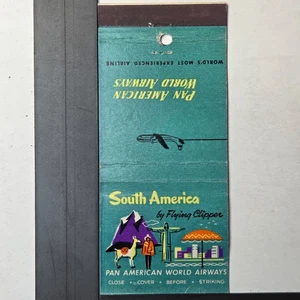 WORLD'S MOST EXPERIENCED AIRLINE
PAN AMERICAN
WORLD AIRWAYS
South America
by Flying Clipper
PAN AMERICAN WORLD AIRWAYS
CLOSE • COVER • BEFORE • STRIKING